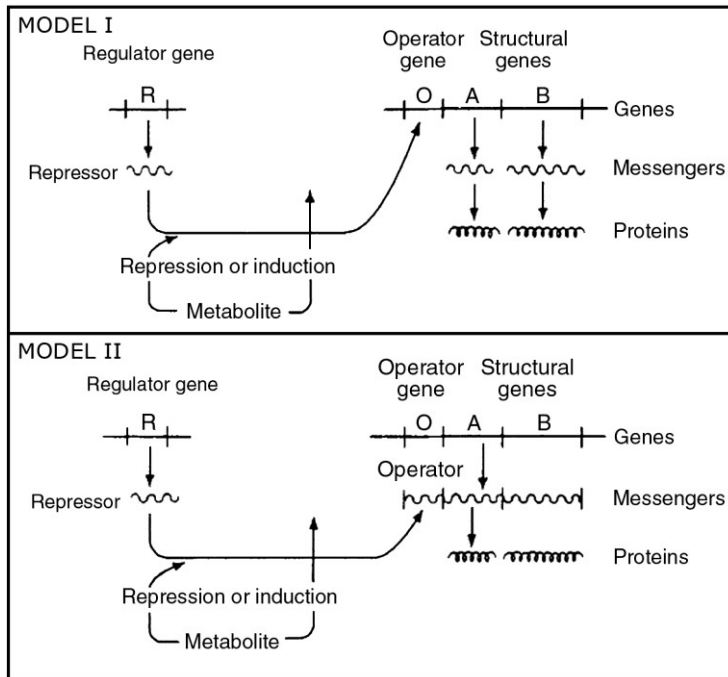 MODEL I
Regulator gene
Operator gene
Structural genes
R
O A B
Genes
Repressor
Messengers
Proteins
Repression or induction
Metabolite
MODEL II
Regulator gene
Operator gene
Structural genes
R
O A B
Genes
Operator
Repressor
Messengers
Proteins
Repression or induction
Metabolite